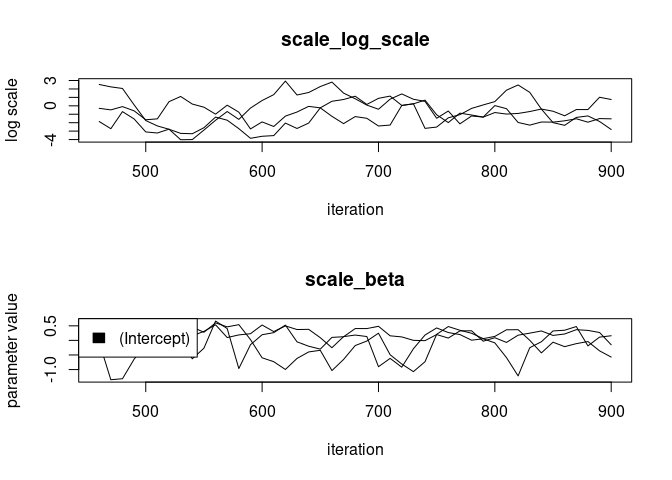 scale_log_scale
log scale
3
0
-4
500
600
700
800
900
iteration
scale_beta
parameter value
0.5
-1.0
(Intercept)
500
600
700
800
900
iteration